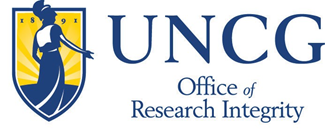 1891
UNCG
Office of
Research Integrity